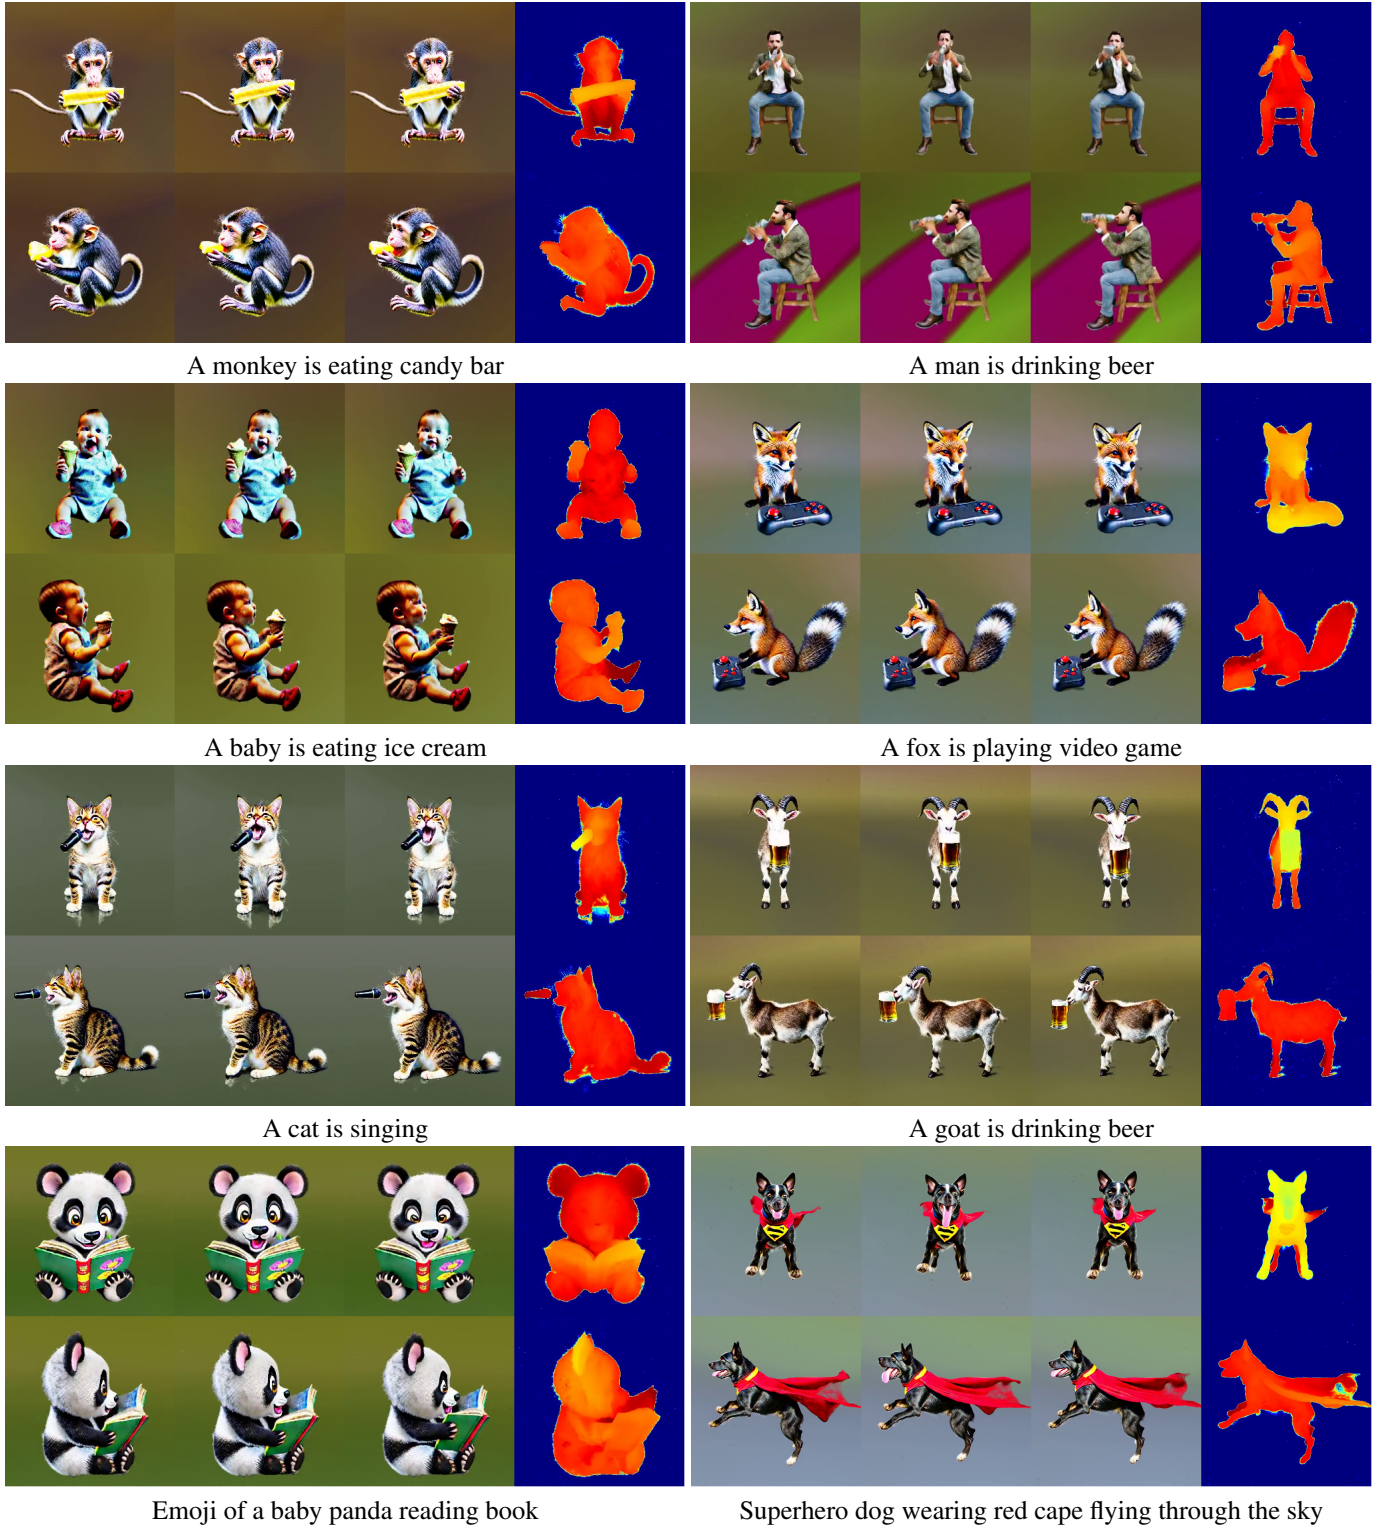 A monkey is eating candy bar
A man is drinking beer
A baby is eating ice cream
A fox is playing video game
A cat is singing
A goat is drinking beer
Emoji of a baby panda reading book
Superhero dog wearing red cape flying through the sky